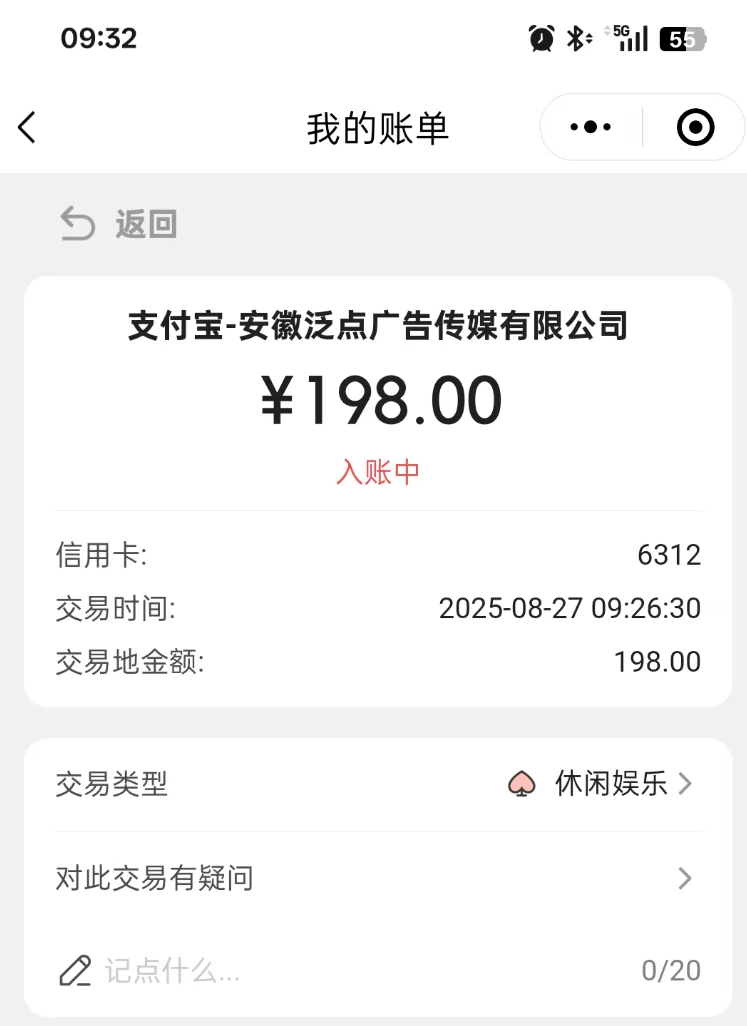 09:32
5G
55
我的账单
返回
支付宝-安徽泛点广告传媒有限公司
¥198.00
入账中
信用卡: 6312
交易时间: 2025-08-27 09:26:30
交易地金额: 198.00
交易类型 休闲娱乐
对此交易有疑问
记点什么... 0/20